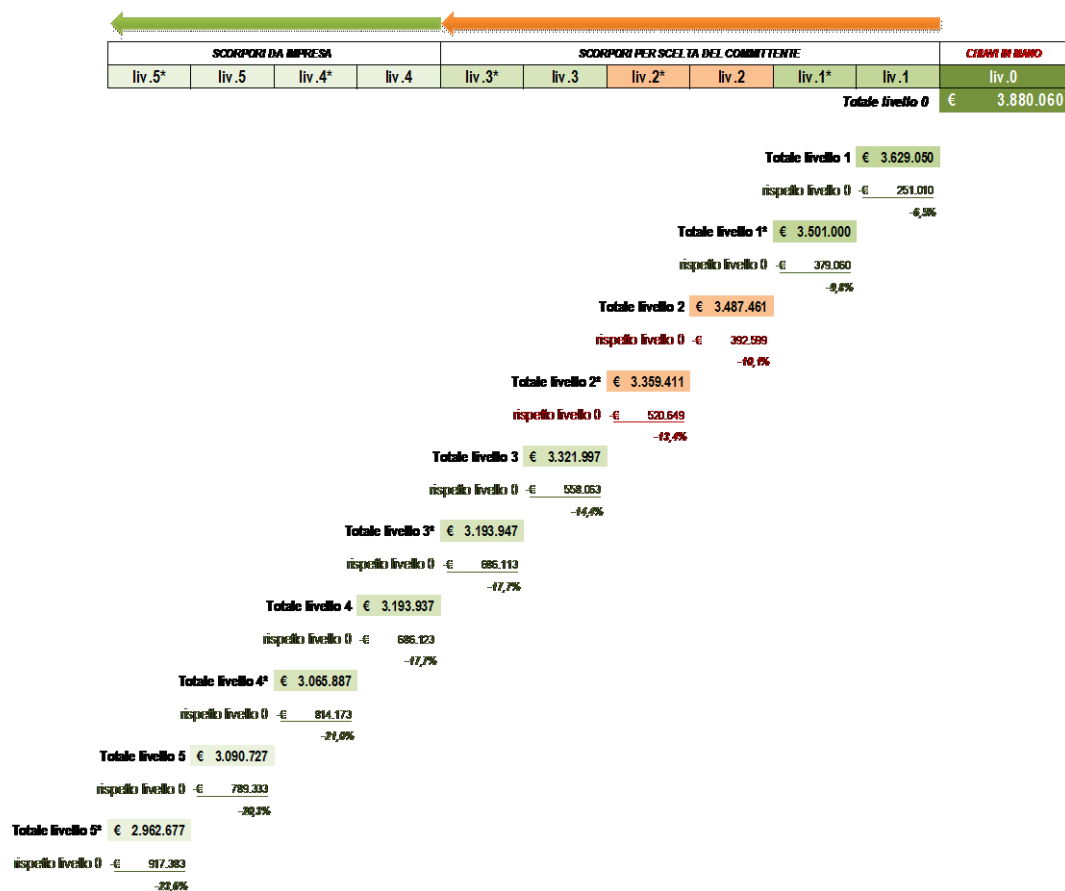 SCORPORI DA IMPRESA SCORPORI PER SCELTA DEL COMMITTENTE CHIAVI IN MANO
liv.5* liv.5 liv.4* liv.4 liv.3* liv.3 liv.2* liv.2 liv.1* liv.1 liv.0
Totale livello 0 € 3.880.060
Totale livello 1 € 3.629.050
rispetto livello 0 -€ 251.010
-6,5%
Totale livello 1* € 3.501.000
rispetto livello 0 -€ 379.060
-9,8%
Totale livello 2 € 3.487.461
rispetto livello 0 -€ 392.599
-10,1%
Totale livello 2* € 3.359.411
rispetto livello 0 -€ 520.649
-13,4%
Totale livello 3 € 3.321.997
rispetto livello 0 -€ 558.063
-14,4%
Totale livello 3* € 3.193.947
rispetto livello 0 -€ 686.113
-17,7%
Totale livello 4 € 3.193.937
rispetto livello 0 -€ 686.123
-17,7%
Totale livello 4* € 3.065.887
rispetto livello 0 -€ 814.173
-21,0%
Totale livello 5 € 3.090.727
rispetto livello 0 -€ 789.333
-20,3%
Totale livello 5* € 2.962.677
rispetto livello 0 -€ 917.383
-23,6%